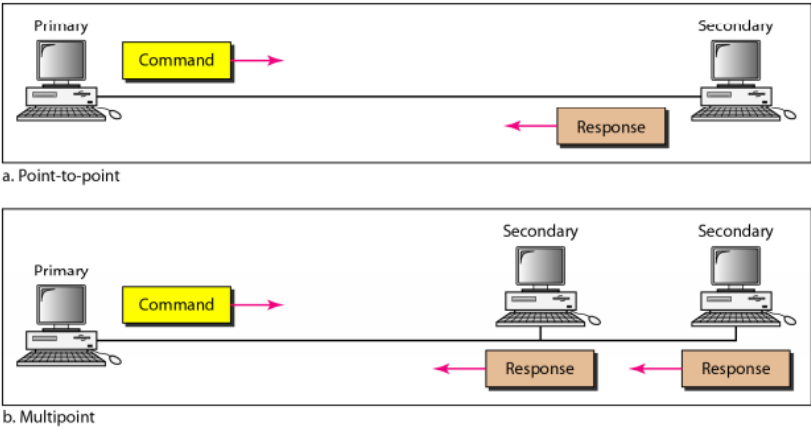 Primary
Secondary
Command
Response
a. Point-to-point
Secondary
Secondary
Primary
Command
Response
Response
b. Multipoint